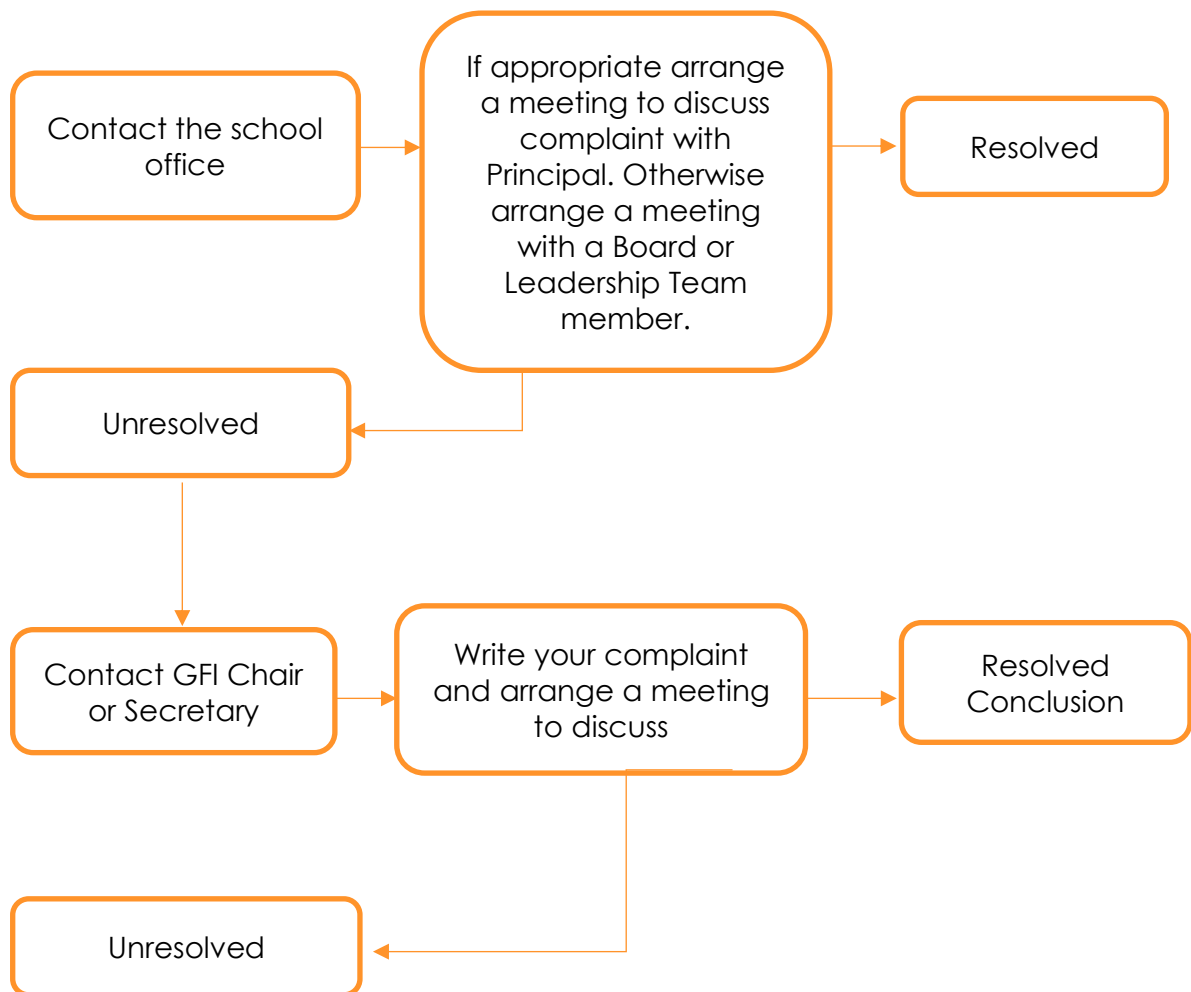 Contact the school
office
If appropriate arrange
a meeting to discuss
complaint with
Principal. Otherwise
arrange a meeting
with a Board or
Leadership Team
member.
Resolved
Unresolved
Contact GFI Chair
or Secretary
Write your complaint
and arrange a meeting
to discuss
Resolved
Conclusion
Unresolved